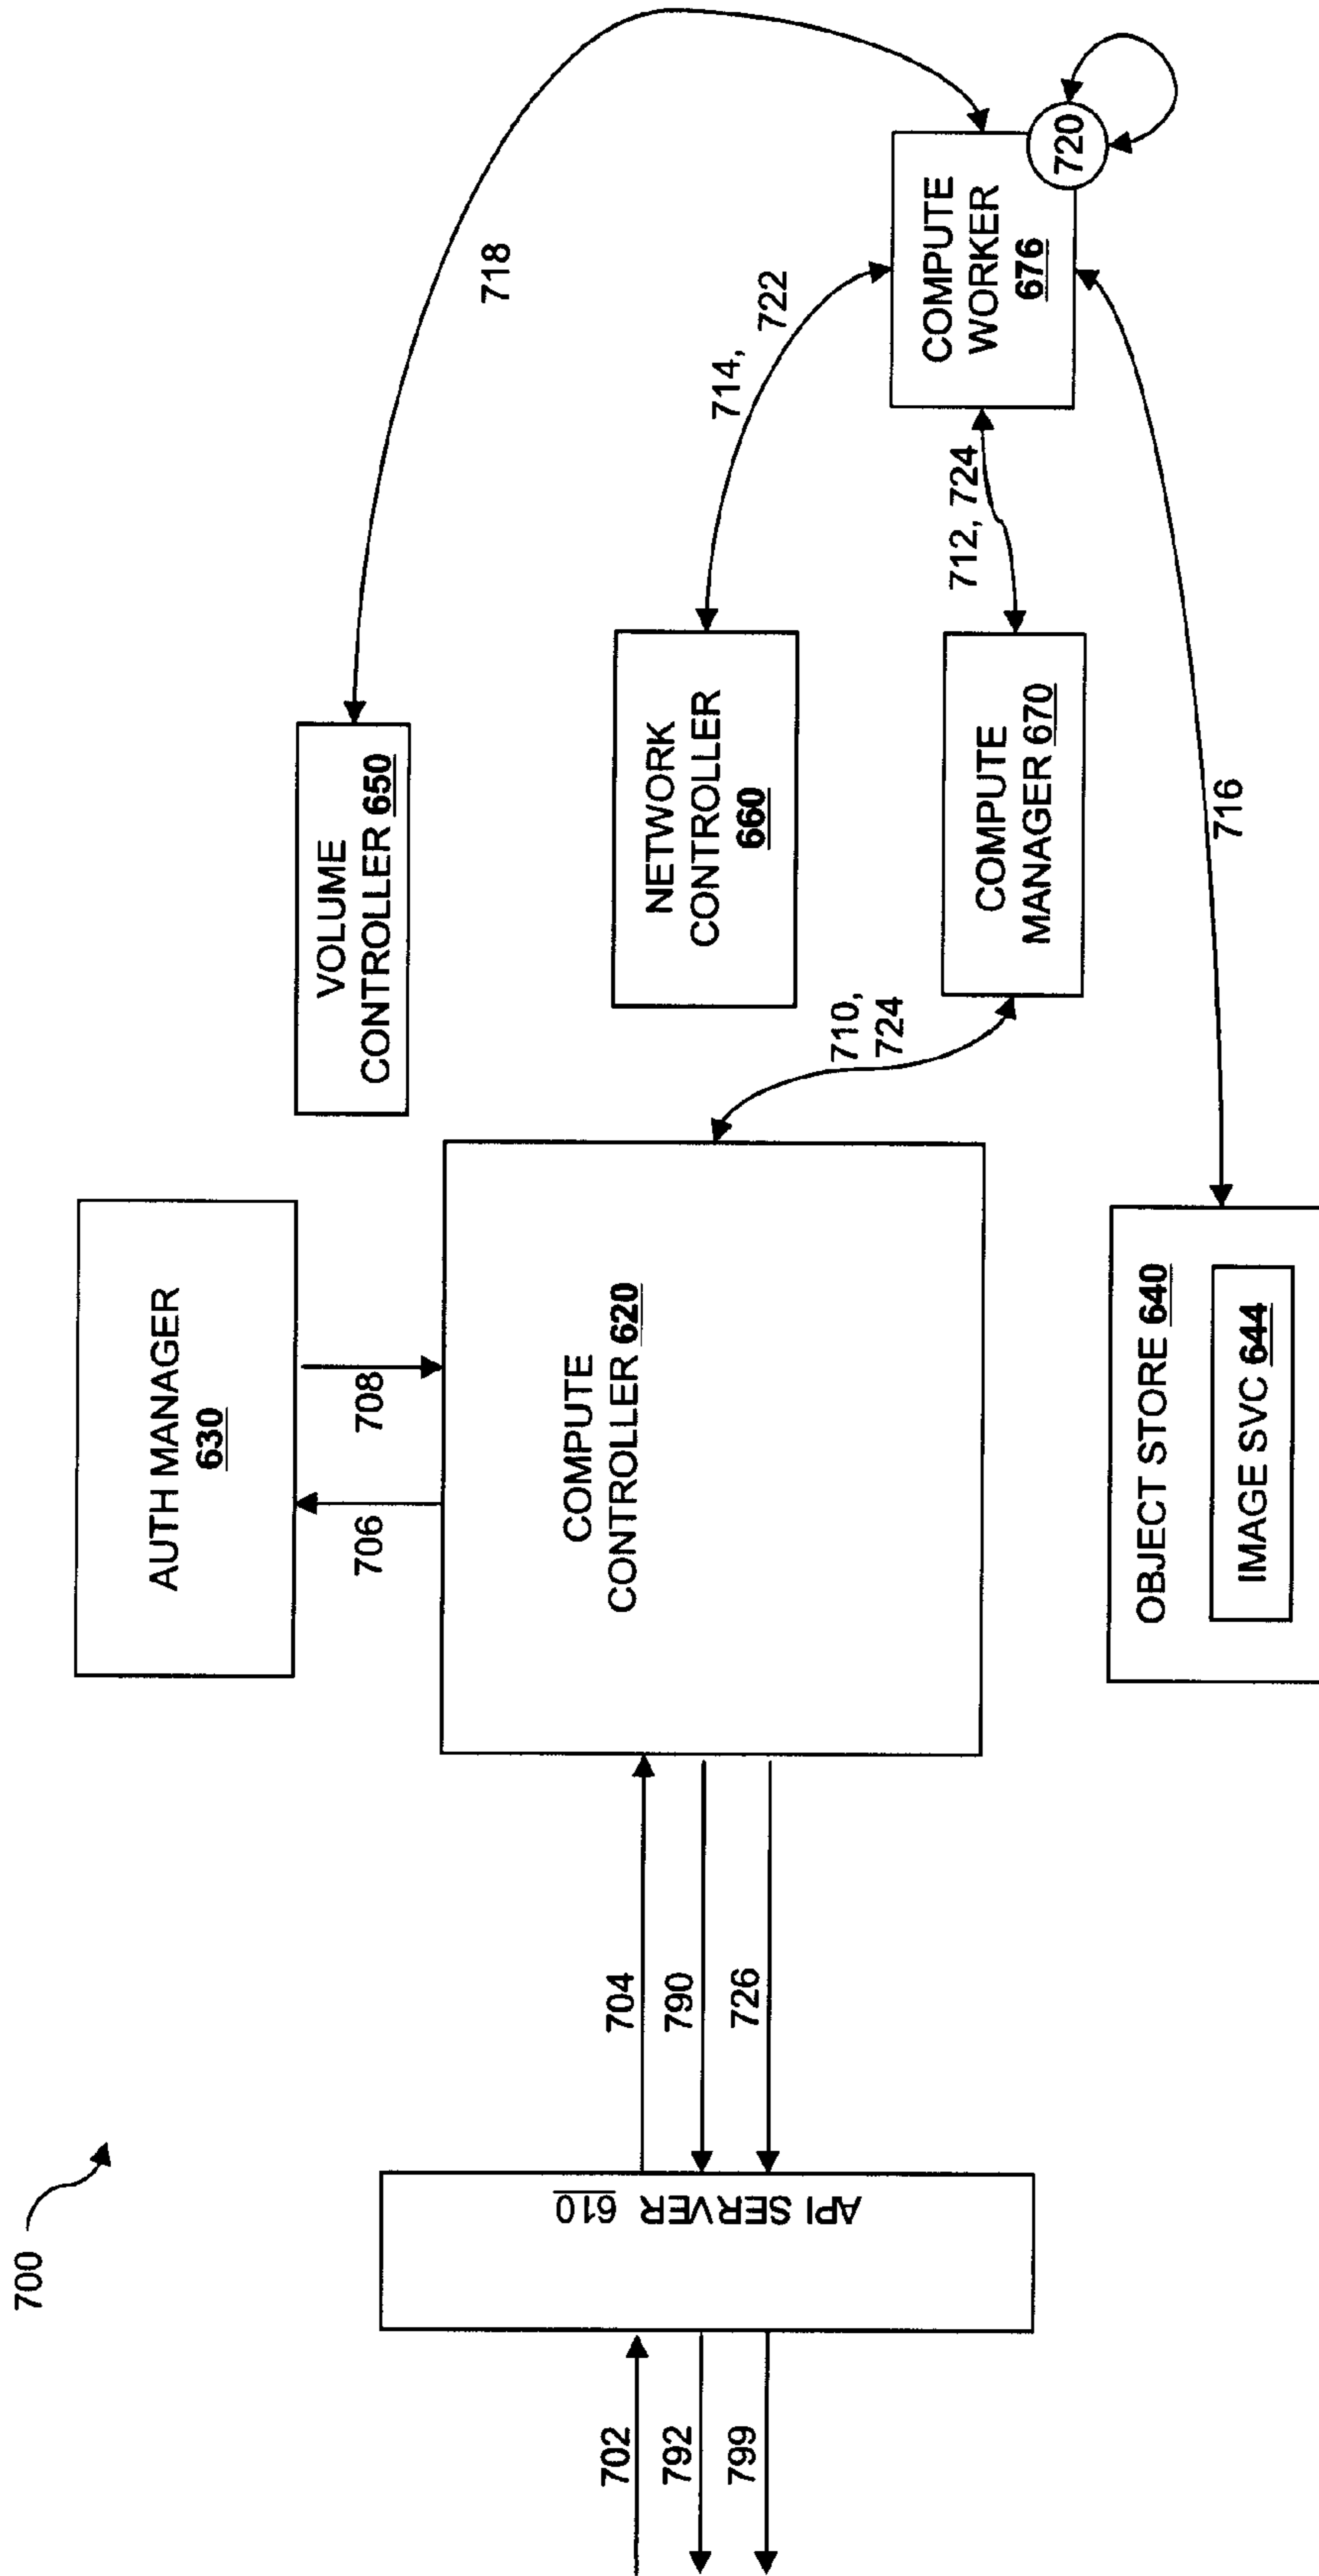 700
702
792
799
API SERVER 610
704
790
726
AUTH MANAGER
630
706
708
COMPUTE
CONTROLLER 620
OBJECT STORE 640
IMAGE SVC 644
VOLUME
CONTROLLER 650
NETWORK
CONTROLLER
660
COMPUTE
MANAGER 670
710,
724
712, 724
714,
722
716
718
COMPUTE
WORKER
676
720